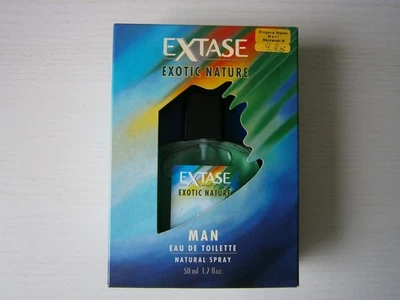 EXTASE
EXOTIC NATURE
EXTASE
EXOTIC NATURE
MAN
EAU DE TOILETTE
NATURAL SPRAY
50 ml 1.7 fl.oz.